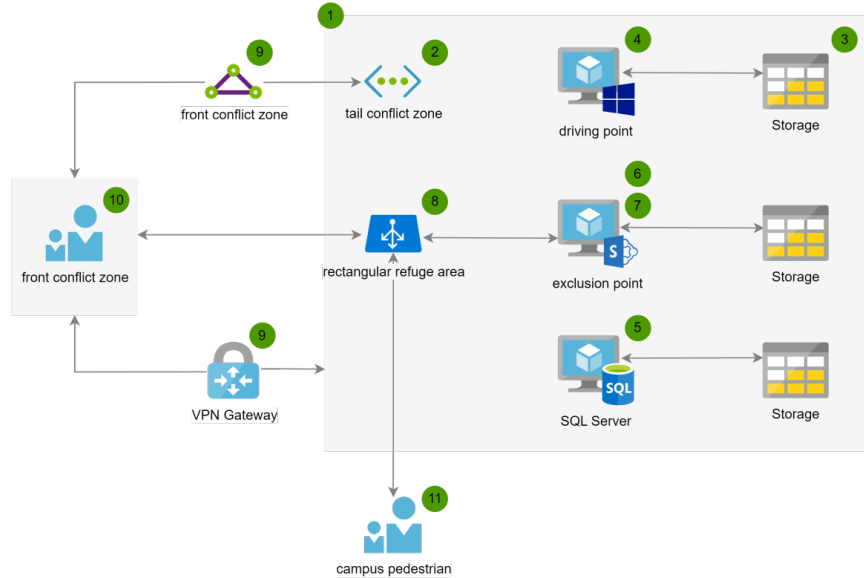 1
9
2
4
3
front conflict zone
tail conflict zone
driving point
Storage
10
8
6
7
S
front conflict zone
rectangular refuge area
exclusion point
Storage
9
5
SQL
VPN Gateway
SQL Server
Storage
11
campus pedestrian